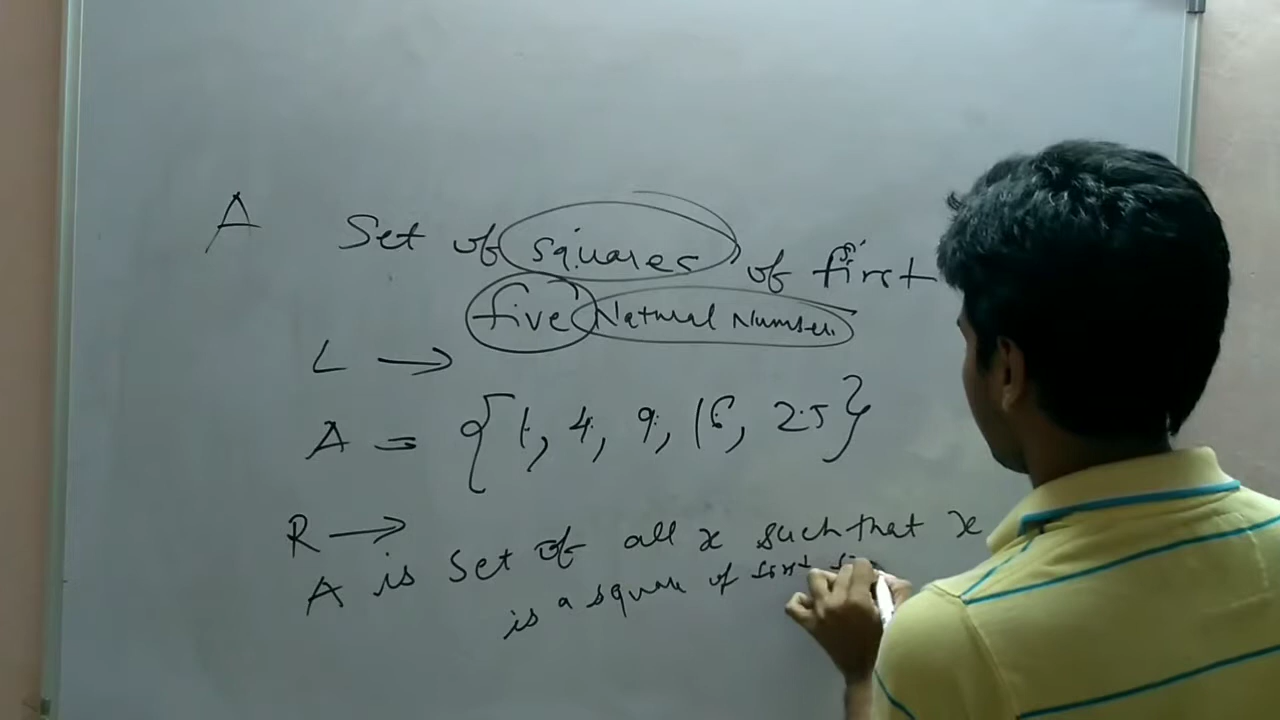 A Set of squares of first
five Natural Number
L →
A = {1, 4, 9, 16, 25}
R →
A is set of all x such that x
is a square of first